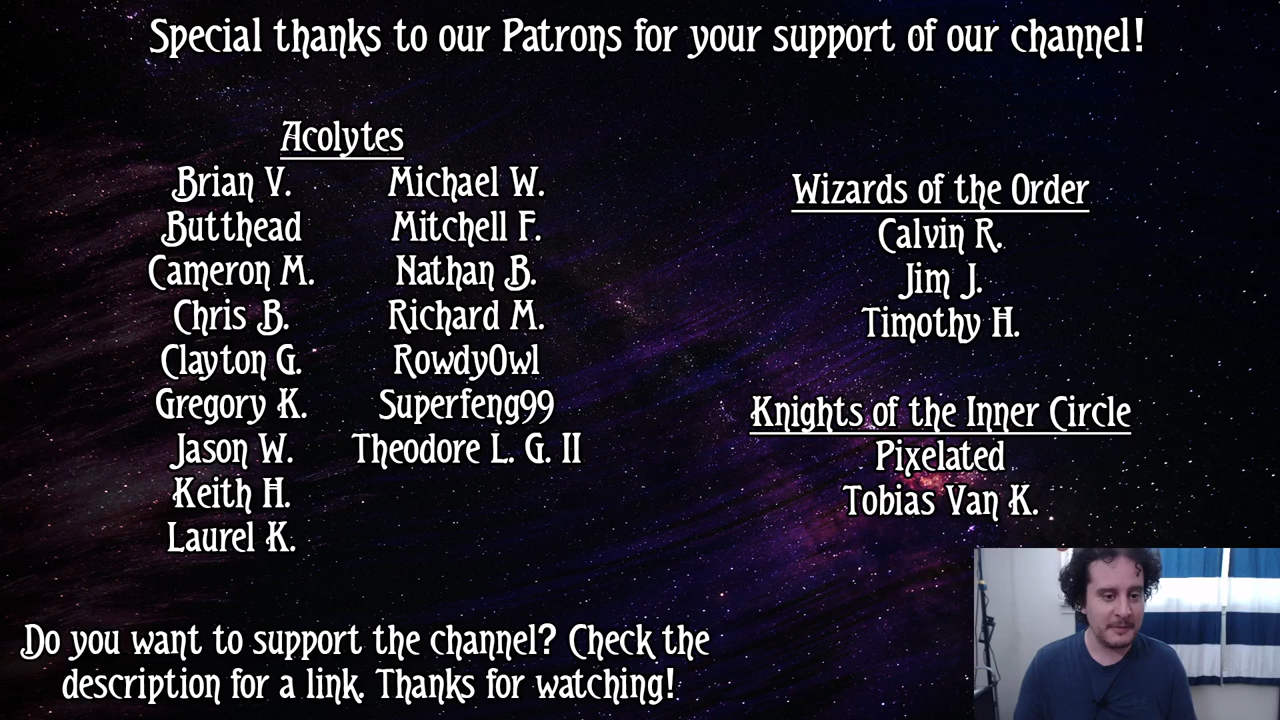 Special thanks to our Patrons for your support of our channel!
Acolytes
Brian V.
Butthead
Cameron M.
Chris B.
Clayton G.
Gregory K.
Jason W.
Keith H.
Laurel K.
Michael W.
Mitchell F.
Nathan B.
Richard M.
RowdyOwl
Superfeng99
Theodore L. G. II
Wizards of the Order
Calvin R.
Jim J.
Timothy H.
Knights of the Inner Circle
Pixelated
Tobias Van K.
Do you want to support the channel? Check the
description for a link. Thanks for watching!